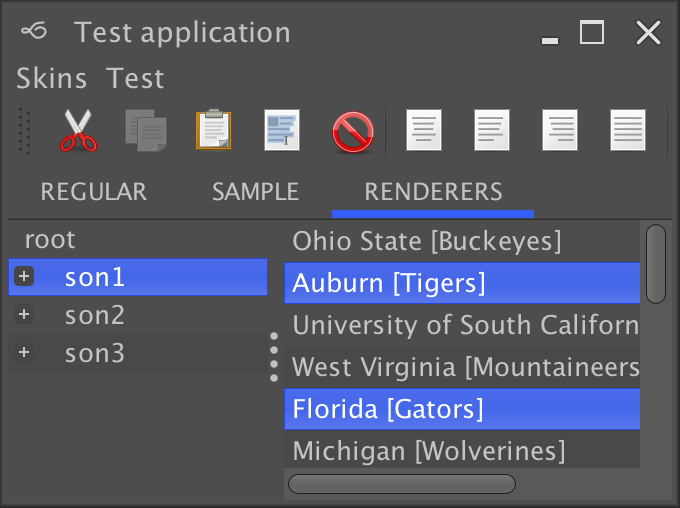 Test application
Skins Test
REGULAR SAMPLE RENDERERS
root
son1
son2
son3
Ohio State [Buckeyes]
Auburn [Tigers]
University of South Californ
West Virginia [Mountaineers
Florida [Gators]
Michigan [Wolverines]